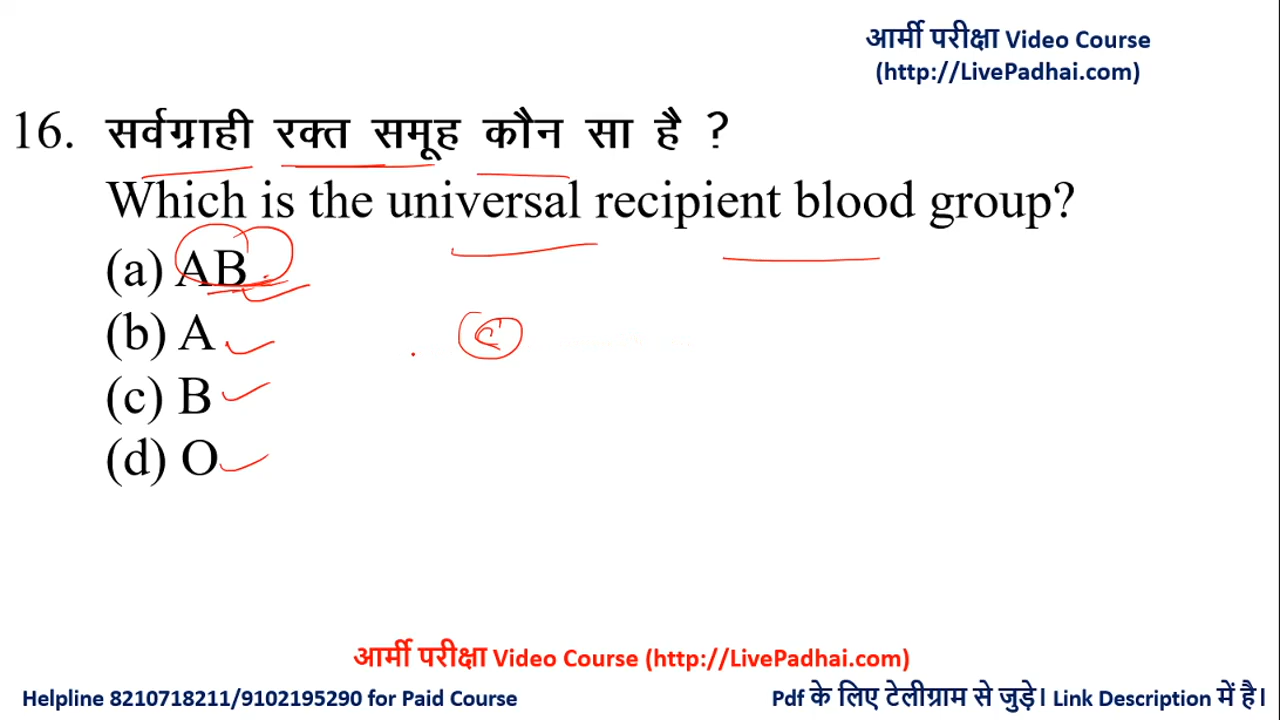 आर्मी परीक्षा Video Course
(http://LivePadhai.com)
16. सर्वग्राही रक्त समूह कौन सा है ?
Which is the universal recipient blood group?
(a) AB
(b) A
(c) B
(d) O
आर्मी परीक्षा Video Course (http://LivePadhai.com)
Helpline 8210718211/9102195290 for Paid Course
Pdf के लिए टेलीग्राम से जुड़े। Link Description में है।